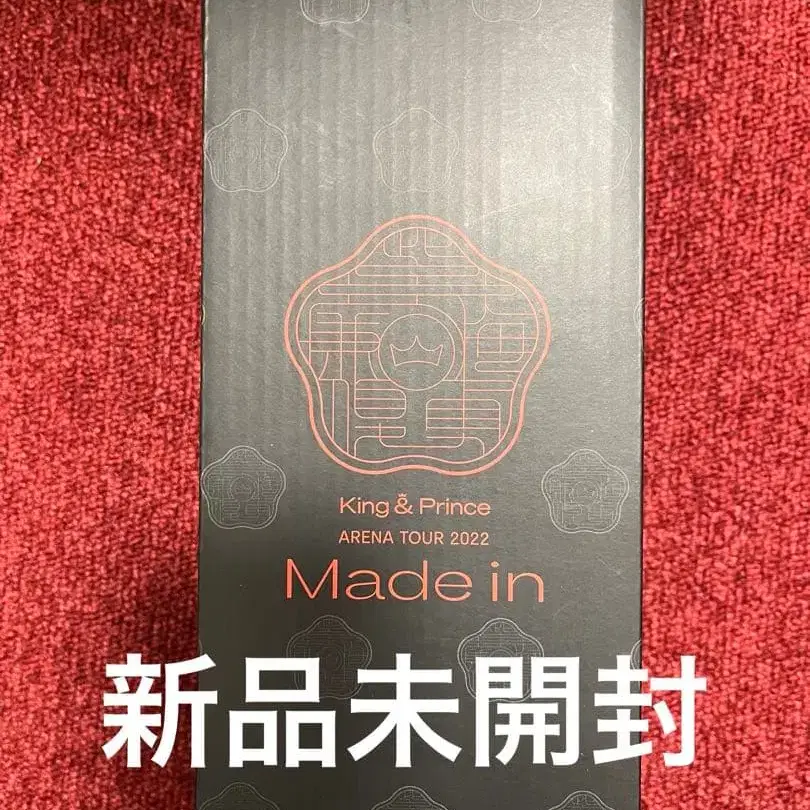 King & Prince
ARENA TOUR 2022
Made in
新品未開封